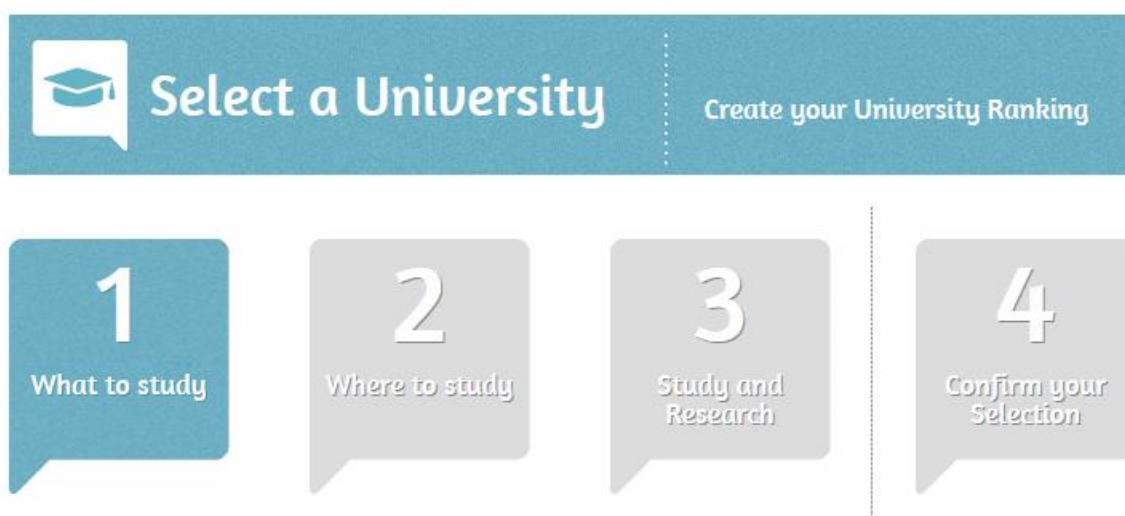 Select a University
Create your University Ranking
1
What to study
2
Where to study
3
Study and
Research
4
Confirm your
Selection